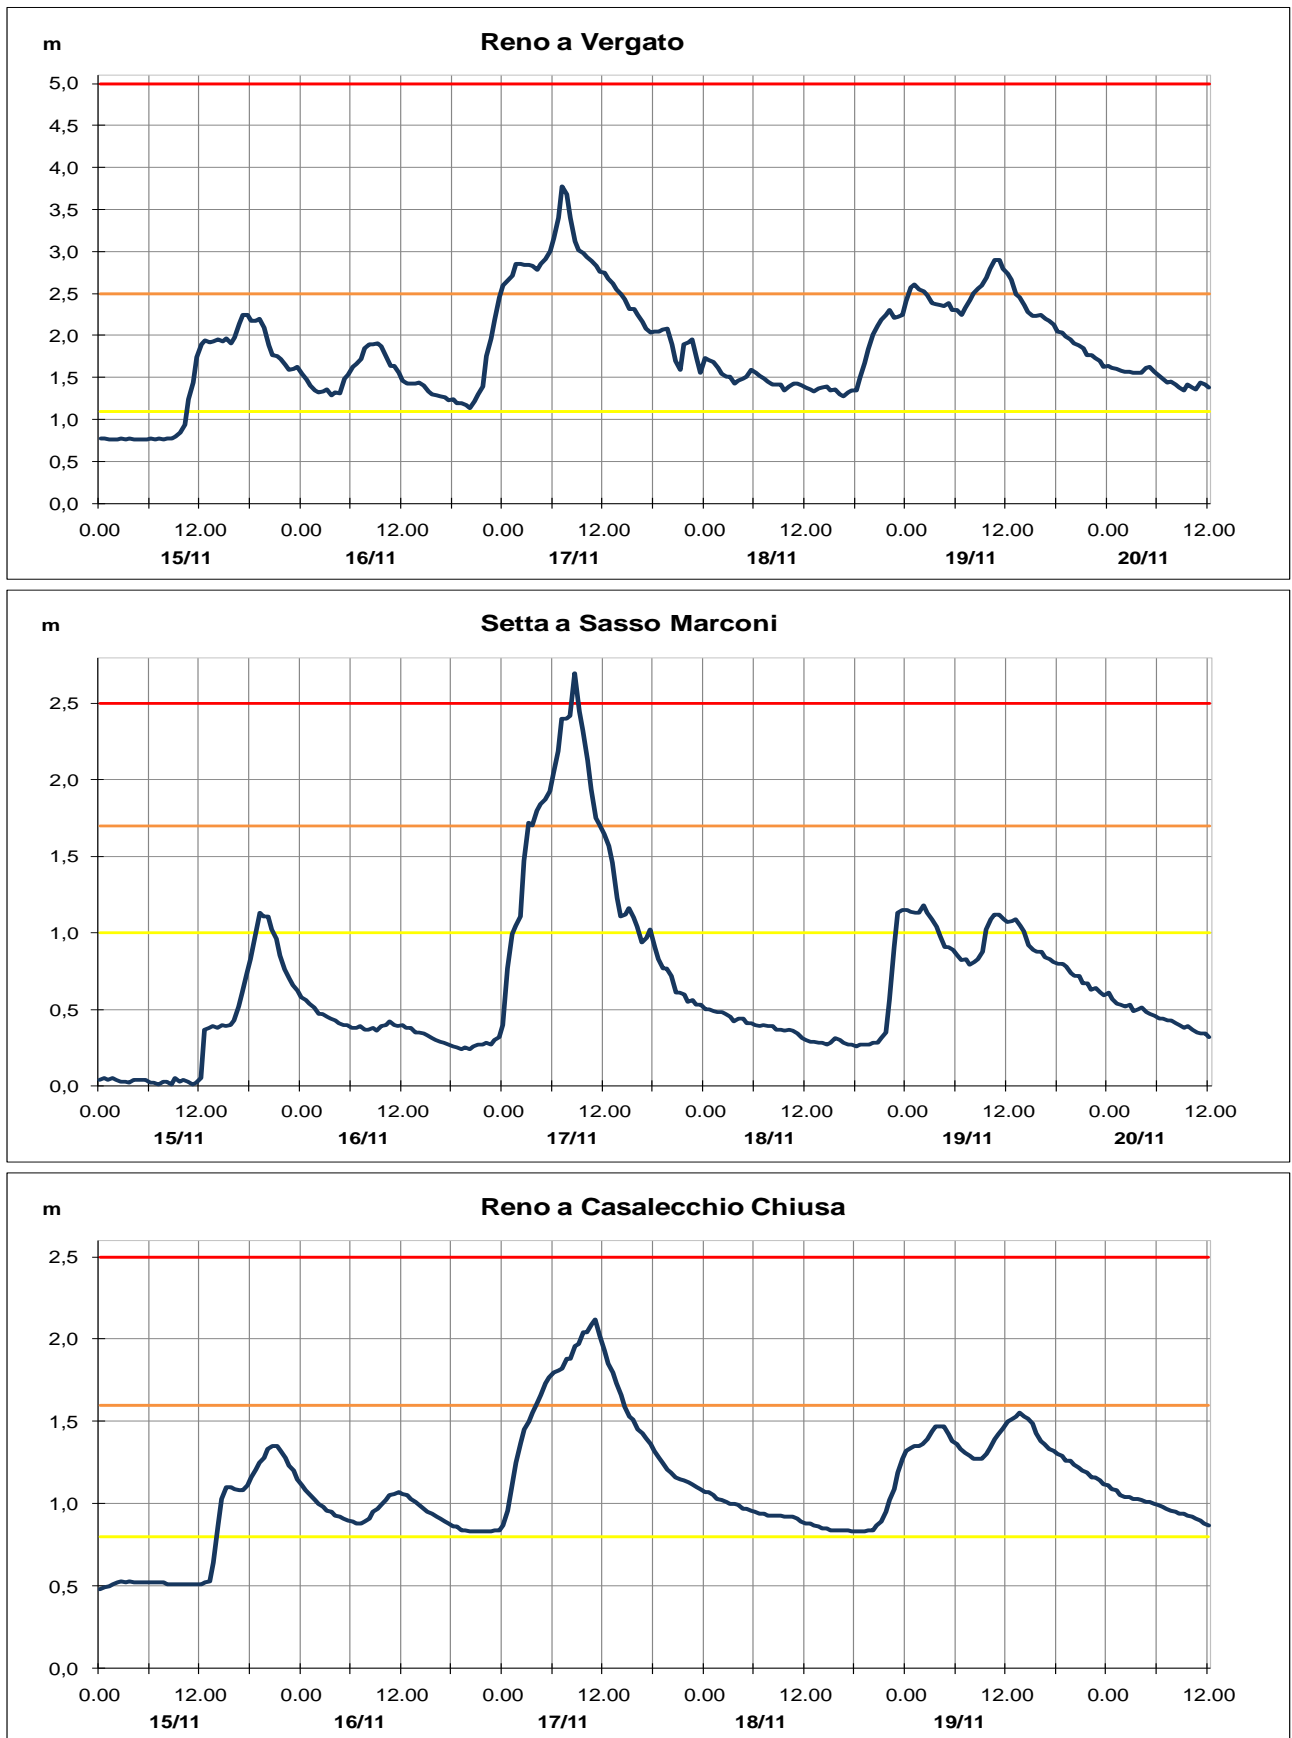 Reno a Vergato
m
5,0
4,5
4,0
3,5
3,0
2,5
2,0
1,5
1,0
0,5
0,0
0.00 12.00 0.00 12.00 0.00 12.00 0.00 12.00 0.00 12.00 0.00 12.00
15/11 16/11 17/11 18/11 19/11 20/11
Setta a Sasso Marconi
m
2,5
2,0
1,5
1,0
0,5
0,0
0.00 12.00 0.00 12.00 0.00 12.00 0.00 12.00 0.00 12.00 0.00 12.00
15/11 16/11 17/11 18/11 19/11 20/11
Reno a Casalecchio Chiusa
m
2,5
2,0
1,5
1,0
0,5
0,0
0.00 12.00 0.00 12.00 0.00 12.00 0.00 12.00 0.00 12.00 0.00 12.00
15/11 16/11 17/11 18/11 19/11